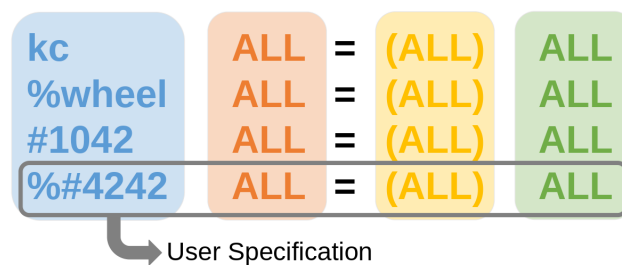 kc ALL = (ALL) ALL
%wheel ALL = (ALL) ALL
#1042 ALL = (ALL) ALL
%#4242 ALL = (ALL) ALL
User Specification